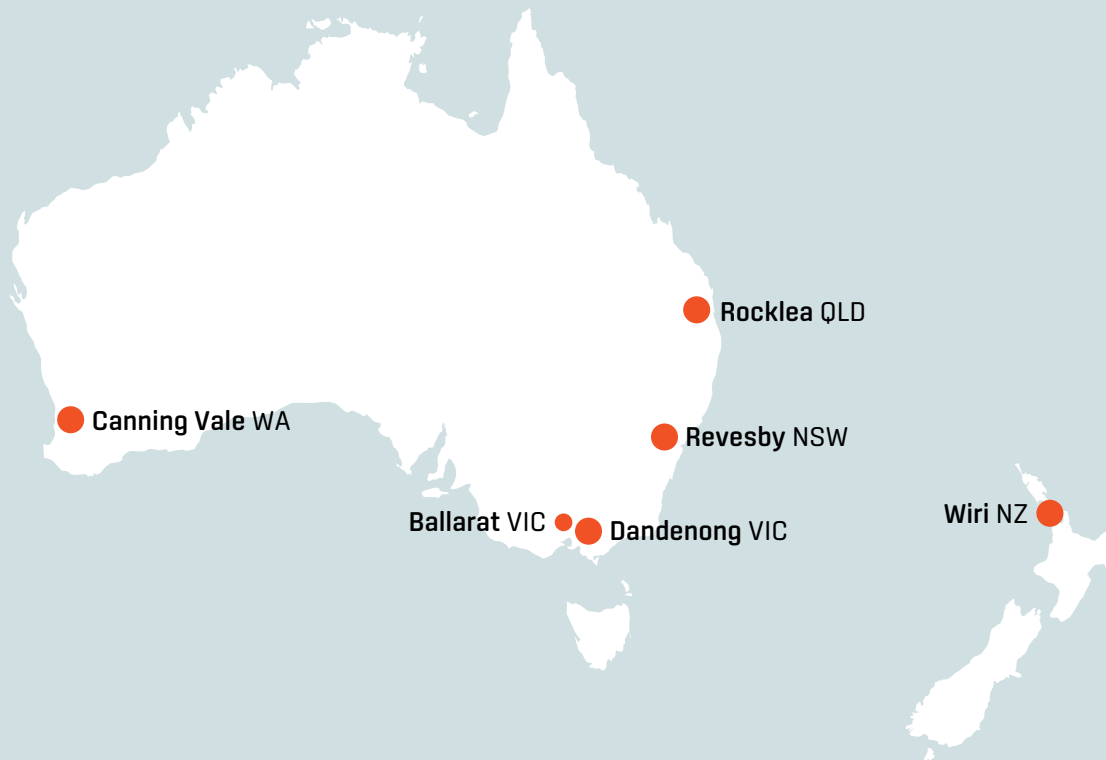 Rocklea QLD
Canning Vale WA
Revesby NSW
Ballarat VIC
Dandenong VIC
Wiri NZ